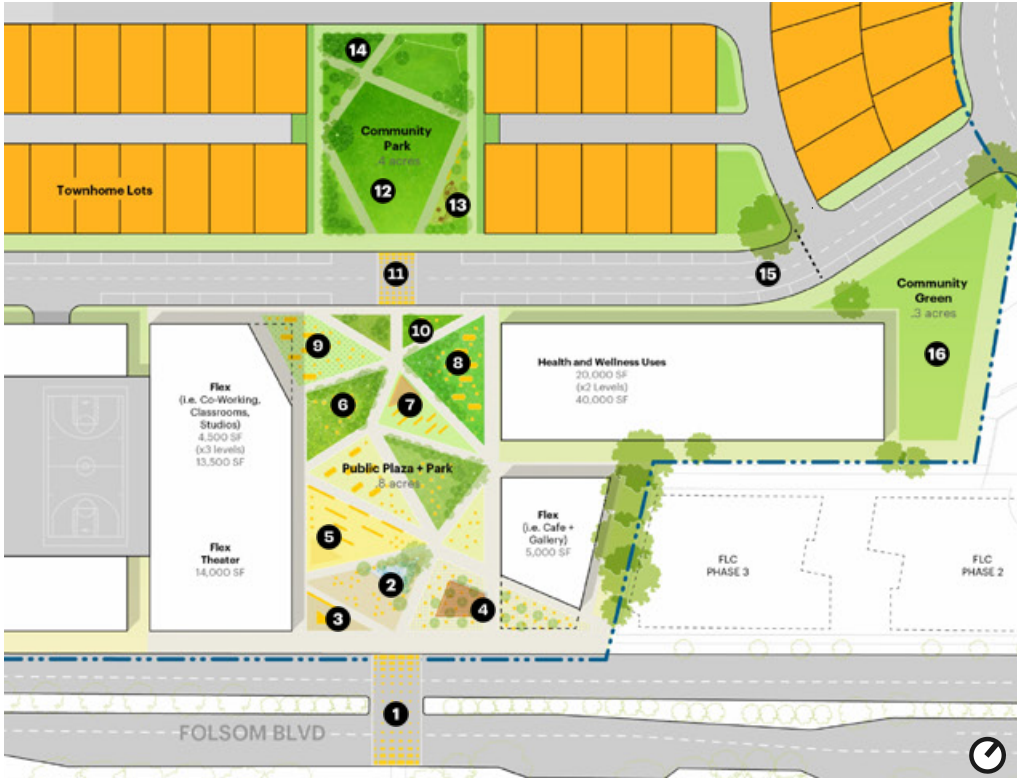 14
Community
Park
.4 acres
12
13
Townhome Lots
11
15
Community
Green
.3 acres
16
10
9
8
Health and Wellness Uses
20,000 SF
(x2 Levels)
40,000 SF
Flex
(i.e. Co-Working,
Classrooms,
Studios)
4,500 SF
(x3 levels)
13,500 SF
6
7
Public Plaza + Park
.8 acres
5
Flex
(i.e. Cafe +
Gallery)
5,000 SF
Flex
Theater
14,000 SF
2
3
4
FLC
PHASE 3
FLC
PHASE 2
1
FOLSOM BLVD